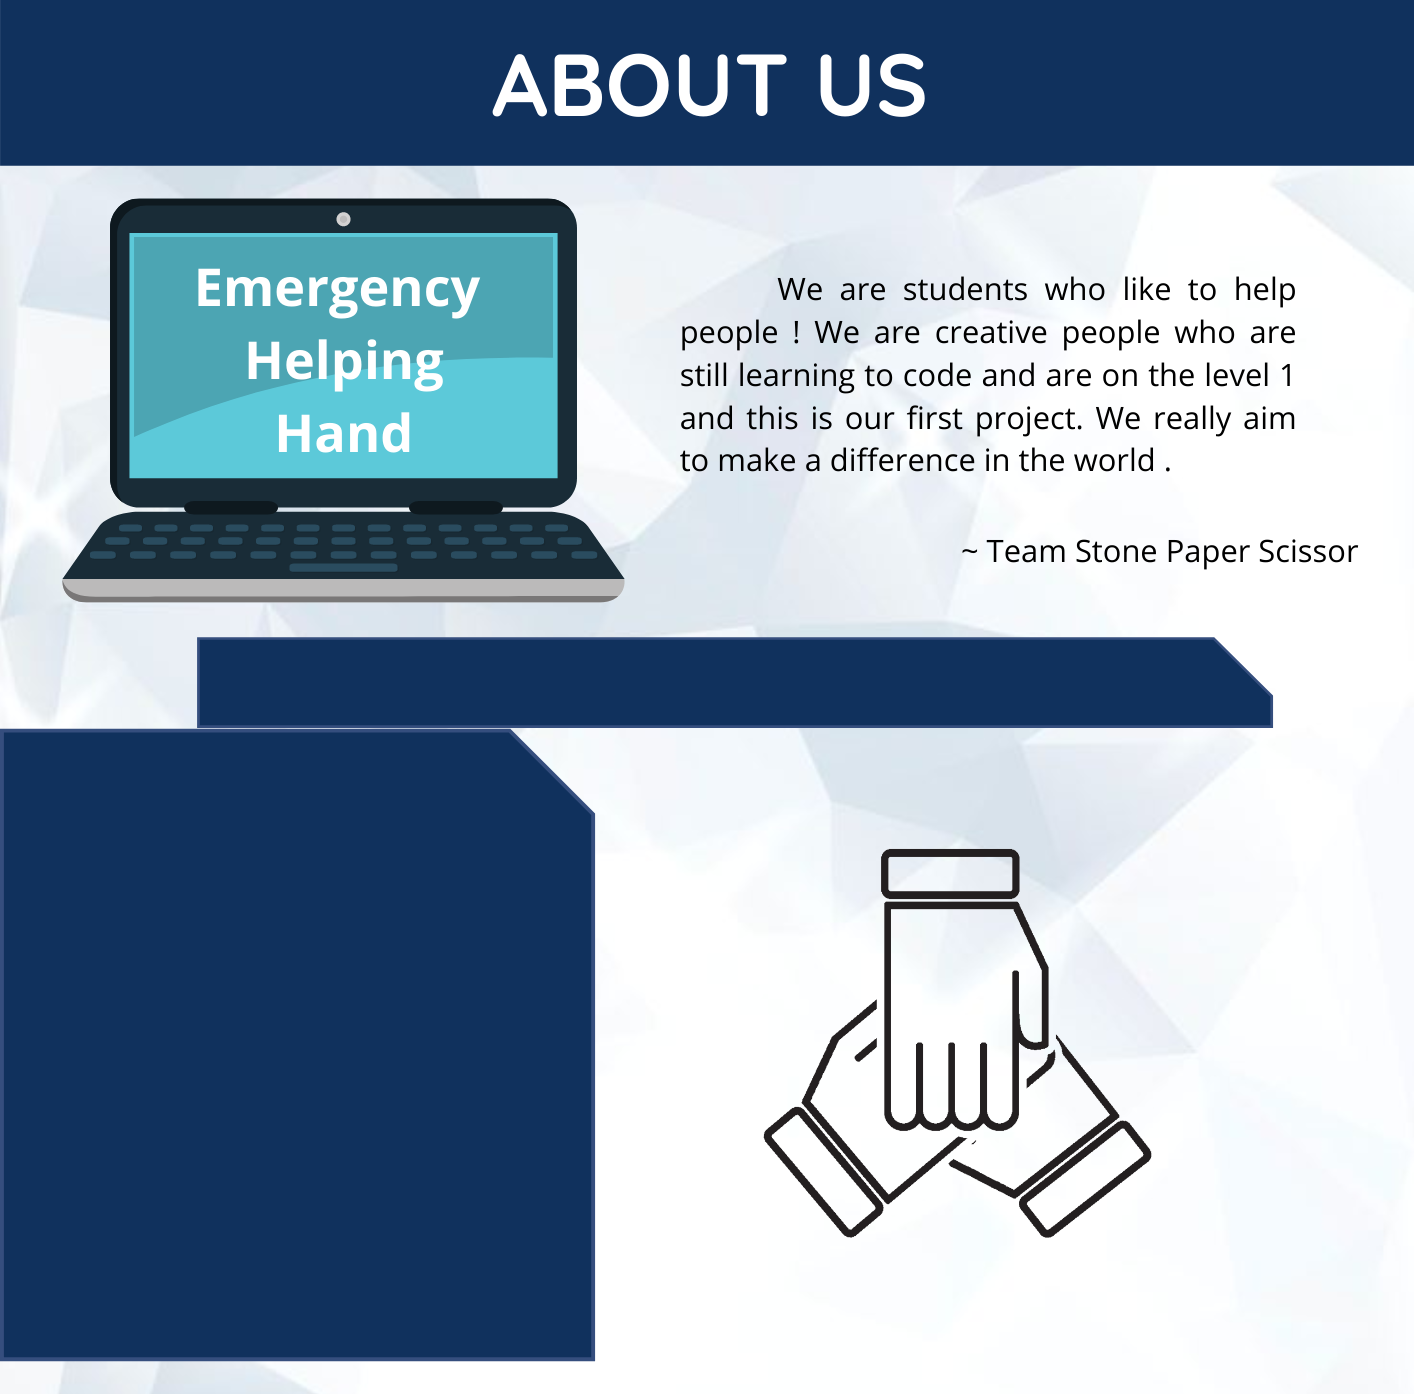 ABOUT US
Emergency
Helping
Hand
We are students who like to help
people ! We are creative people who are
still learning to code and are on the level 1
and this is our first project. We really aim
to make a difference in the world .
~ Team Stone Paper Scissor